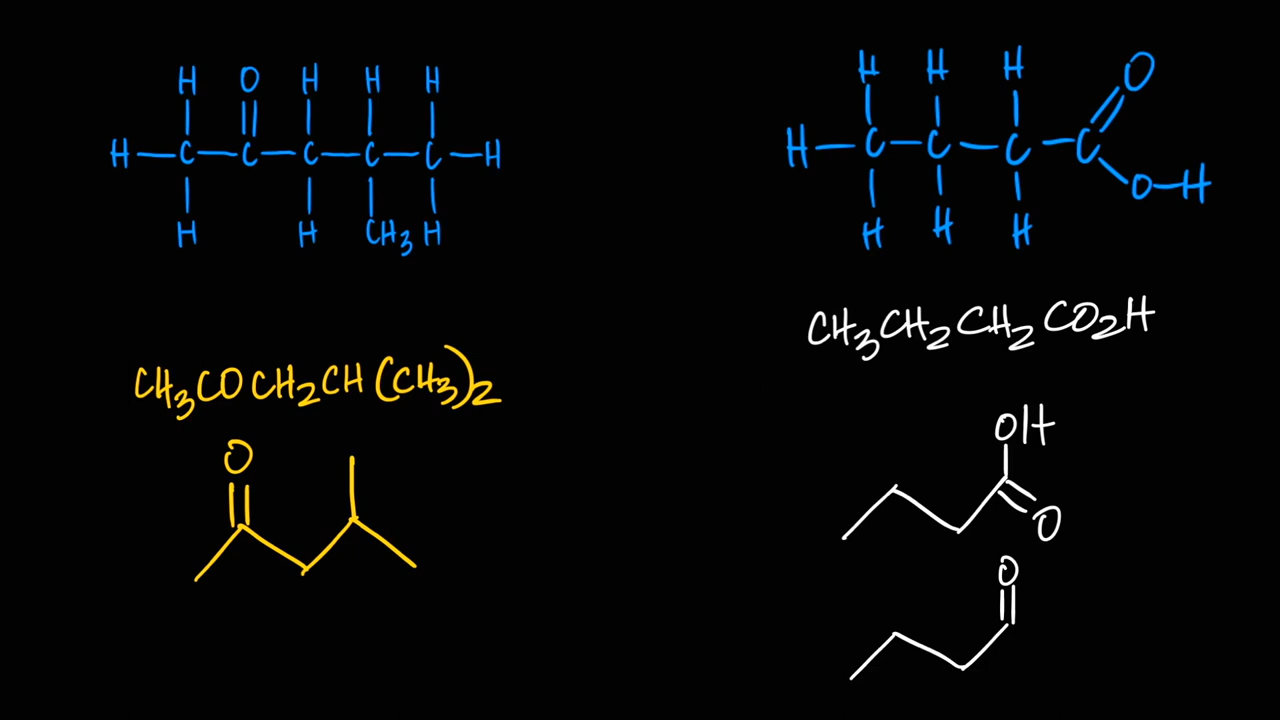 H O H H H
H—C—C—C—C—C—H
H H CH3 H
CH3COCH2CH(CH3)2
O
H H H O
H—C—C—C—C
O—H
H H H
CH3CH2CH2CO2H
OH
O
O